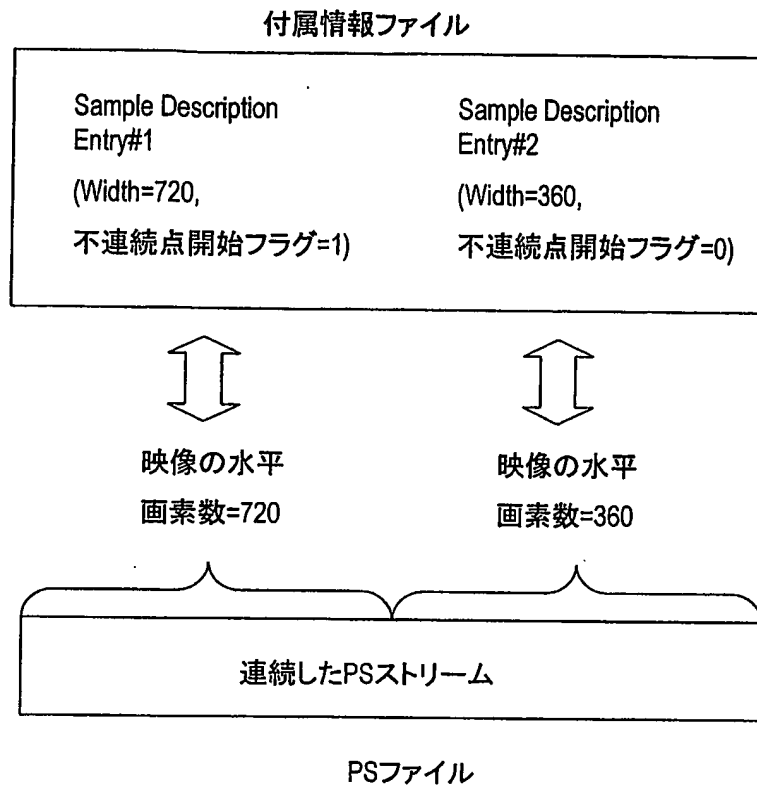 付属情報ファイル
Sample Description
Entry#1
(Width=720,
不連続点開始フラグ=1)
Sample Description
Entry#2
(Width=360,
不連続点開始フラグ=0)
映像の水平
画素数=720
映像の水平
画素数=360
連続したPSストリーム
PSファイル